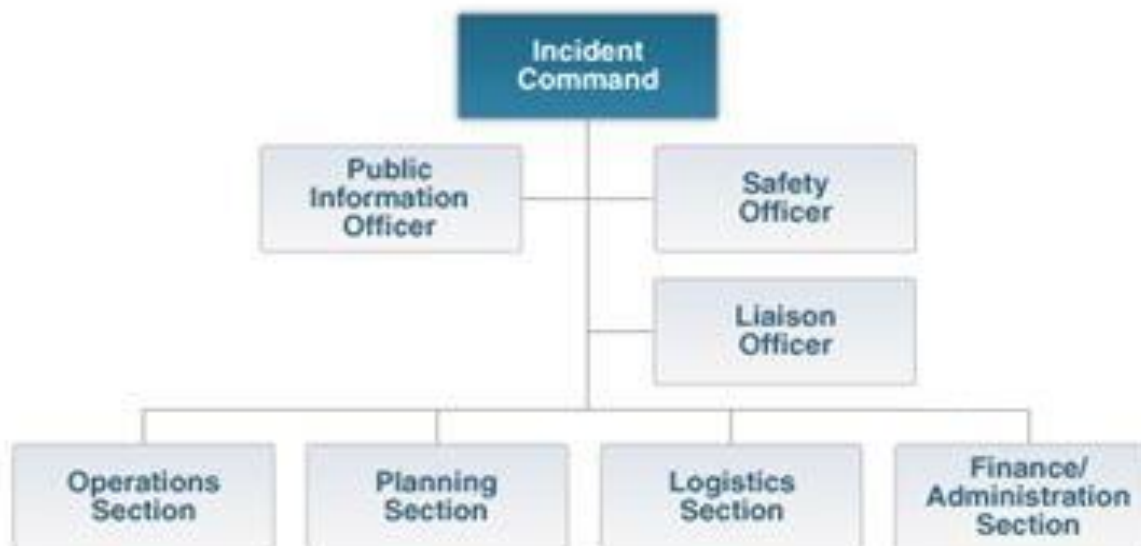 Incident
Command
Public
Information
Officer
Safety
Officer
Liaison
Officer
Operations
Section
Planning
Section
Logistics
Section
Finance/
Administration
Section